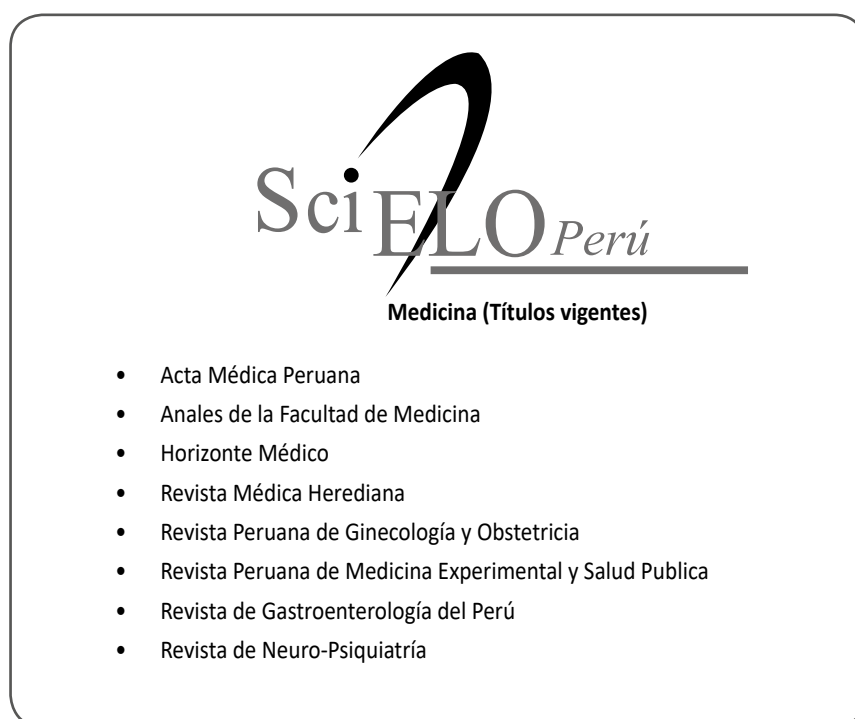 SciELO Perú
Medicina (Títulos vigentes)
• Acta Médica Peruana
• Anales de la Facultad de Medicina
• Horizonte Médico
• Revista Médica Herediana
• Revista Peruana de Ginecología y Obstetricia
• Revista Peruana de Medicina Experimental y Salud Publica
• Revista de Gastroenterología del Perú
• Revista de Neuro-Psiquiatría